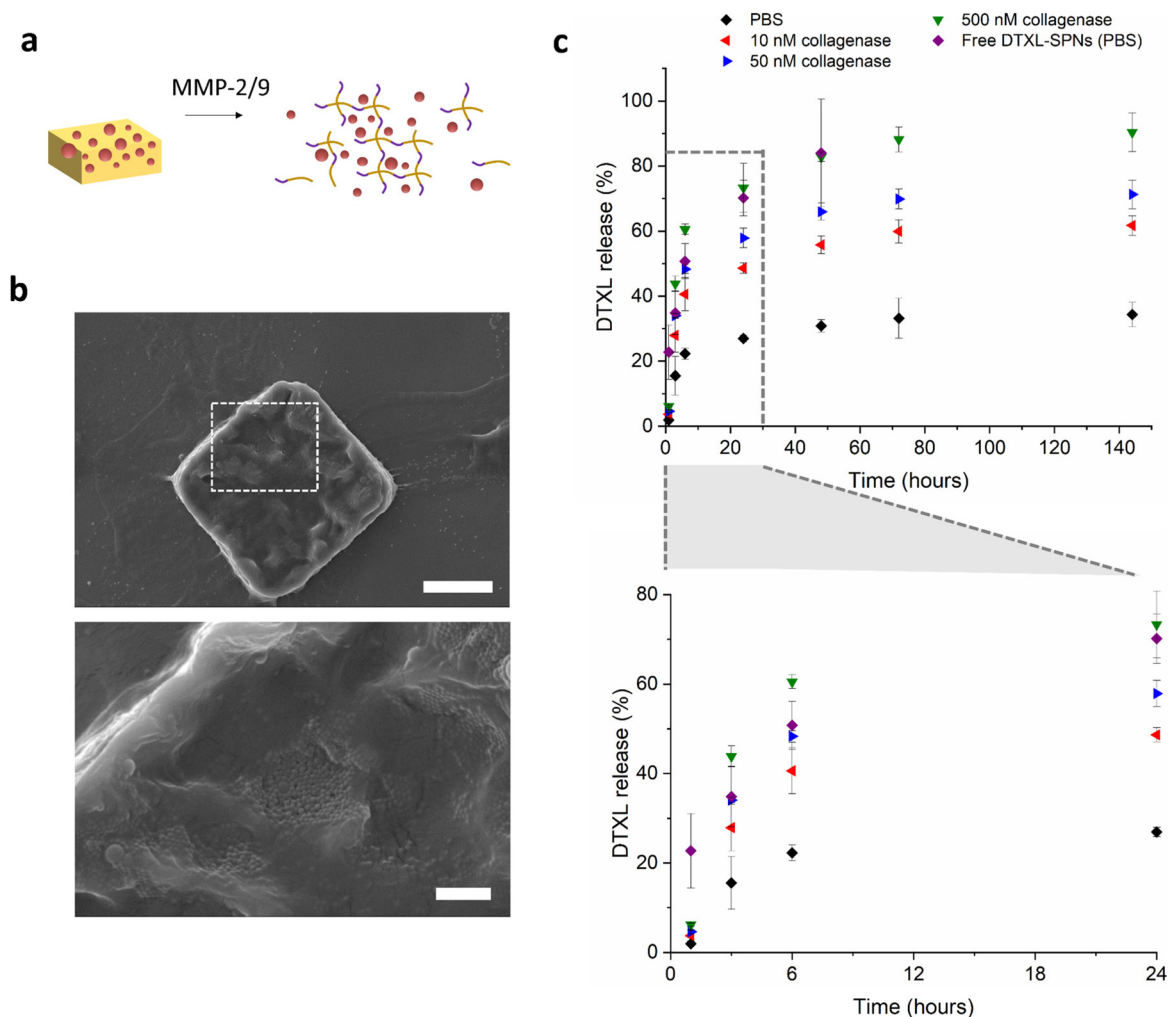 a
MMP-2/9
b
c
PBS
10 nM collagenase
50 nM collagenase
500 nM collagenase
Free DTXL-SPNs (PBS)
DTXL release (%)
100
80
60
40
20
0
0 20 40 60 80 100 120 140
Time (hours)
DTXL release (%)
80
60
40
20
0
0 6 12 18 24
Time (hours)